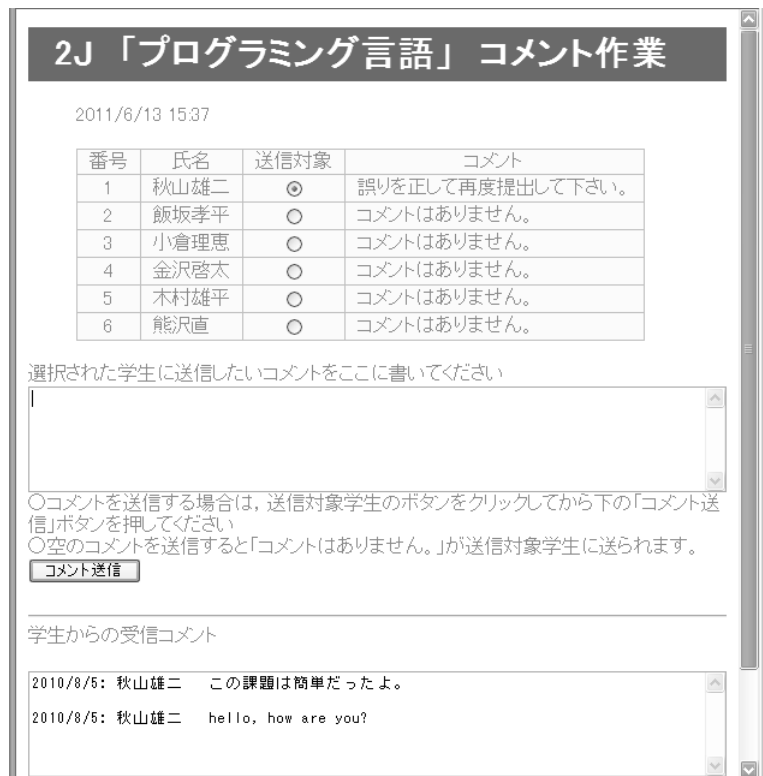 2J 「プログラミング言語」 コメント作業
2011/6/13 15:37
番号 氏名 送信対象 コメント
1 秋山雄二 誤りを正して再度提出して下さい。
2 飯坂孝平 コメントはありません。
3 小倉理恵 コメントはありません。
4 金沢啓太 コメントはありません。
5 木村雄平 コメントはありません。
6 熊沢直 コメントはありません。
選択された学生に送信したいコメントをここに書いてください
○コメントを送信する場合は, 送信対象学生のボタンをクリックしてから下の「コメント送
信」ボタンを押してください
○空のコメントを送信すると「コメントはありません。」が送信対象学生に送られます。
コメント送信
学生からの受信コメント
2010/8/5: 秋山雄二 この課題は簡単だったよ。
2010/8/5: 秋山雄二 hello, how are you?